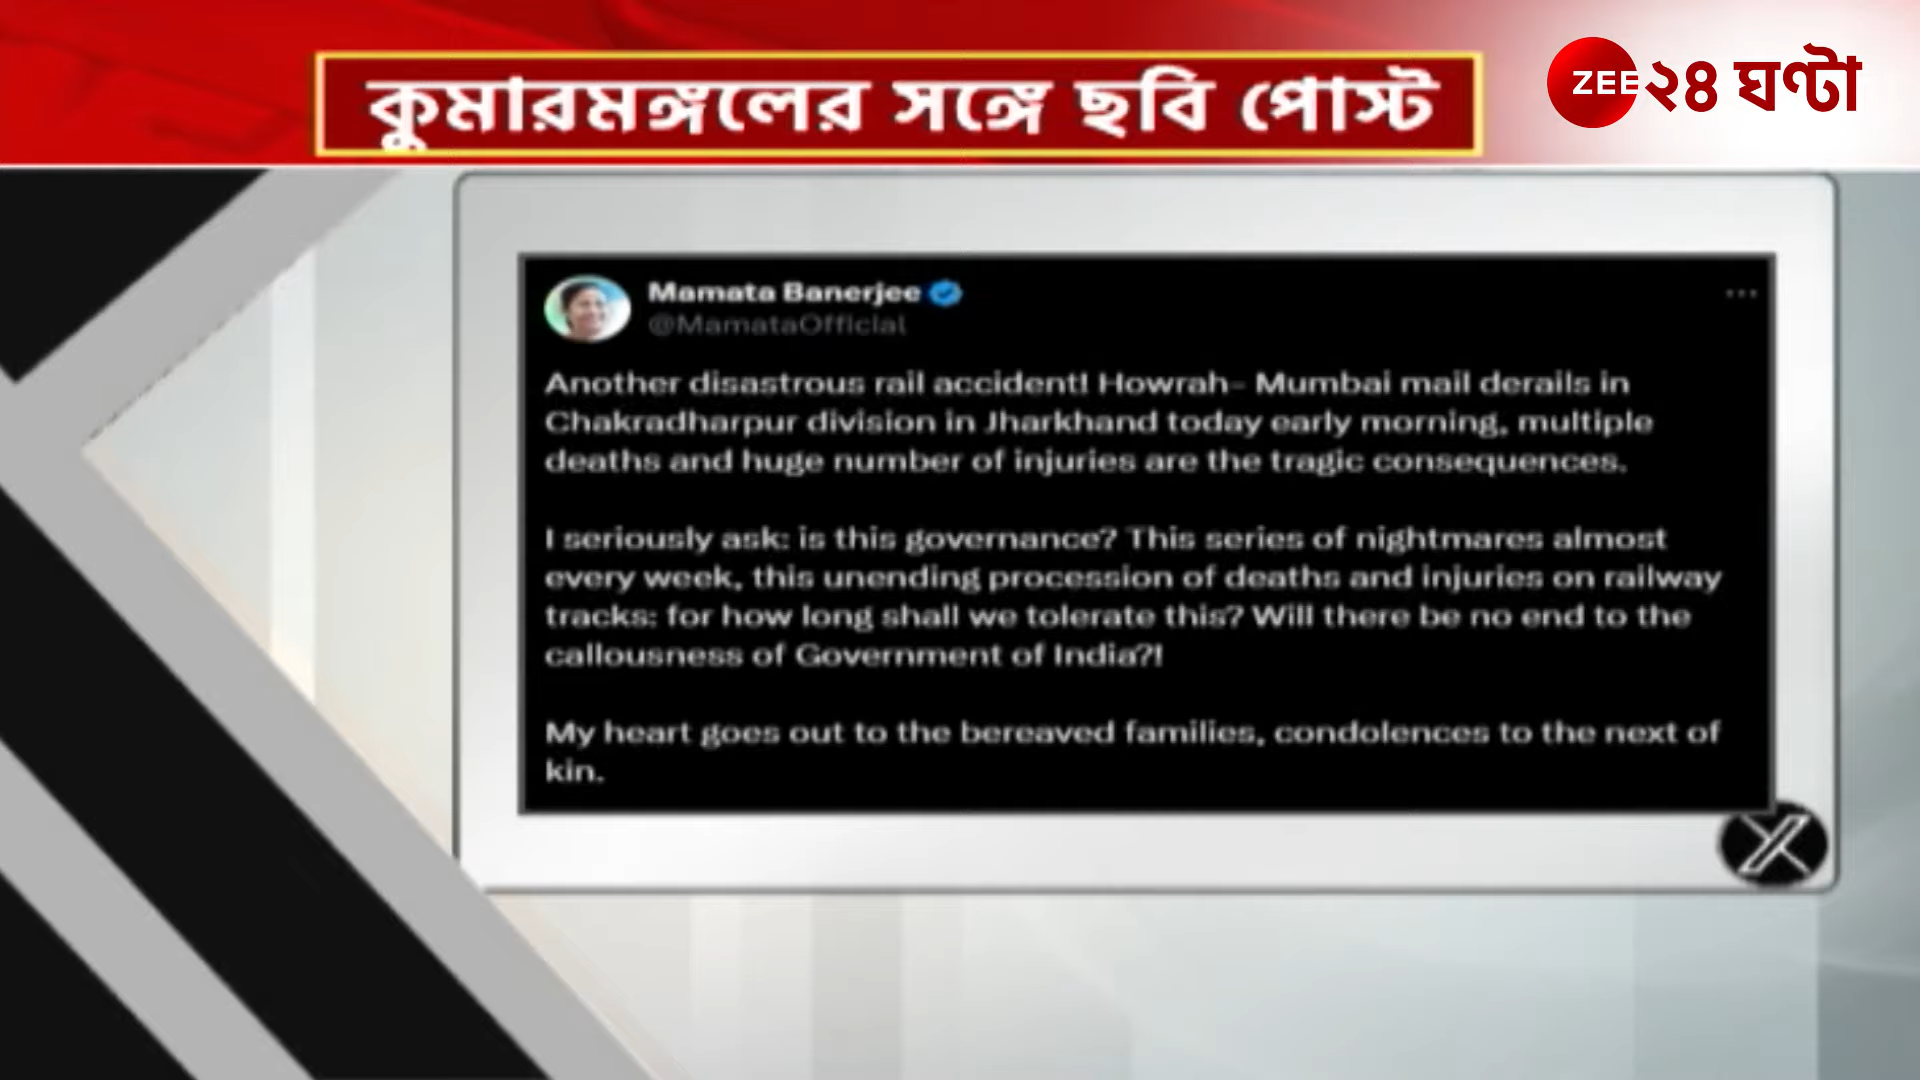 কুমারমঙ্গলের সঙ্গে ছবি পোস্ট
ZEE ২৪ ঘণ্টা
Mamata Banerjee
@MamataOfficial
Another disastrous rail accident! Howrah- Mumbai mail derails in
Chakradharpur division in Jharkhand today early morning, multiple
deaths and huge number of injuries are the tragic consequences.
I seriously ask: is this governance? This series of nightmares almost
every week, this unending procession of deaths and injuries on railway
tracks: for how long shall we tolerate this? Will there be no end to the
callousness of Government of India?!
My heart goes out to the bereaved families, condolences to the next of
kin.
X